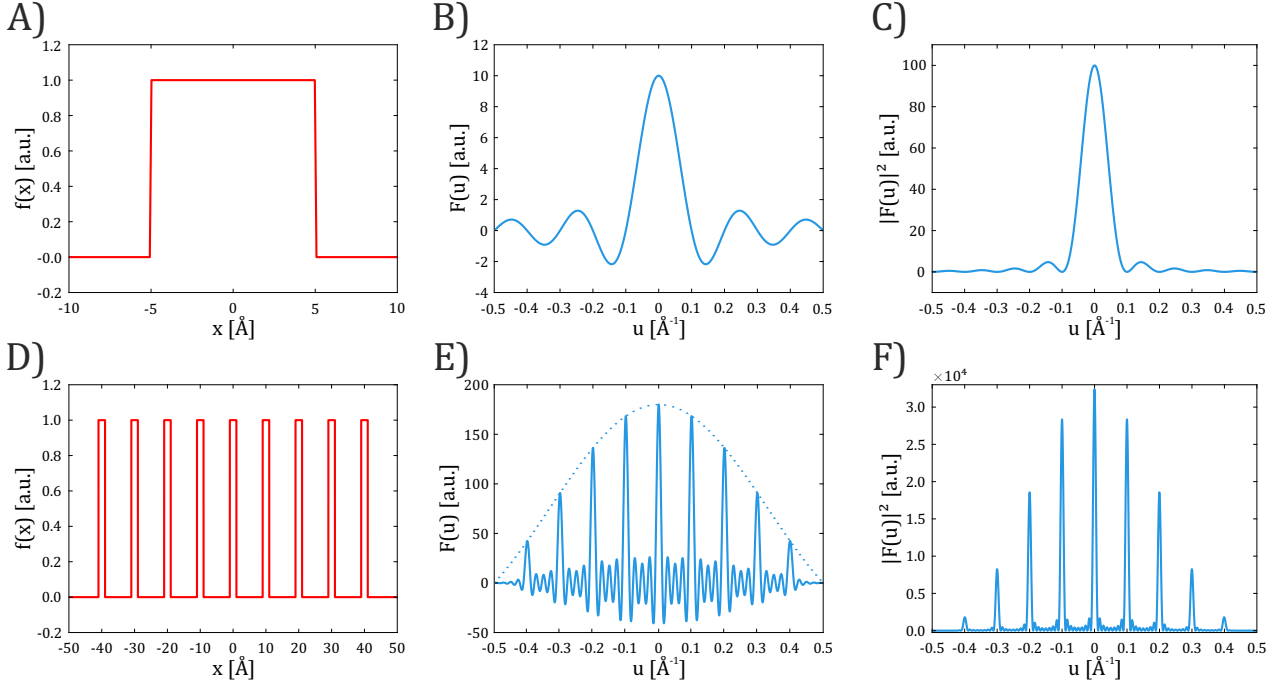 A)
f(x) [a.u.]
1.2
1.0
0.8
0.6
0.4
0.2
-0.0
-0.2
-10 -5 0 5 10
x [Å]
B)
F(u) [a.u.]
12
10
8
6
4
2
0
-2
-4
-0.5 -0.4 -0.3 -0.2 -0.1 0 0.1 0.2 0.3 0.4 0.5
u [Å⁻¹]
C)
|F(u)|² [a.u.]
100
80
60
40
20
0
-0.5 -0.4 -0.3 -0.2 -0.1 0 0.1 0.2 0.3 0.4 0.5
u [Å⁻¹]
D)
f(x) [a.u.]
1.2
1.0
0.8
0.6
0.4
0.2
0.0
-0.2
-50 -40 -30 -20 -10 0 10 20 30 40 50
x [Å]
E)
F(u) [a.u.]
200
150
100
50
0
-50
-0.5 -0.4 -0.3 -0.2 -0.1 0 0.1 0.2 0.3 0.4 0.5
u [Å⁻¹]
F)
×10⁴
|F(u)|² [a.u.]
3.0
2.5
2.0
1.5
1.0
0.5
0.0
-0.5 -0.4 -0.3 -0.2 -0.1 0 0.1 0.2 0.3 0.4 0.5
u [Å⁻¹]